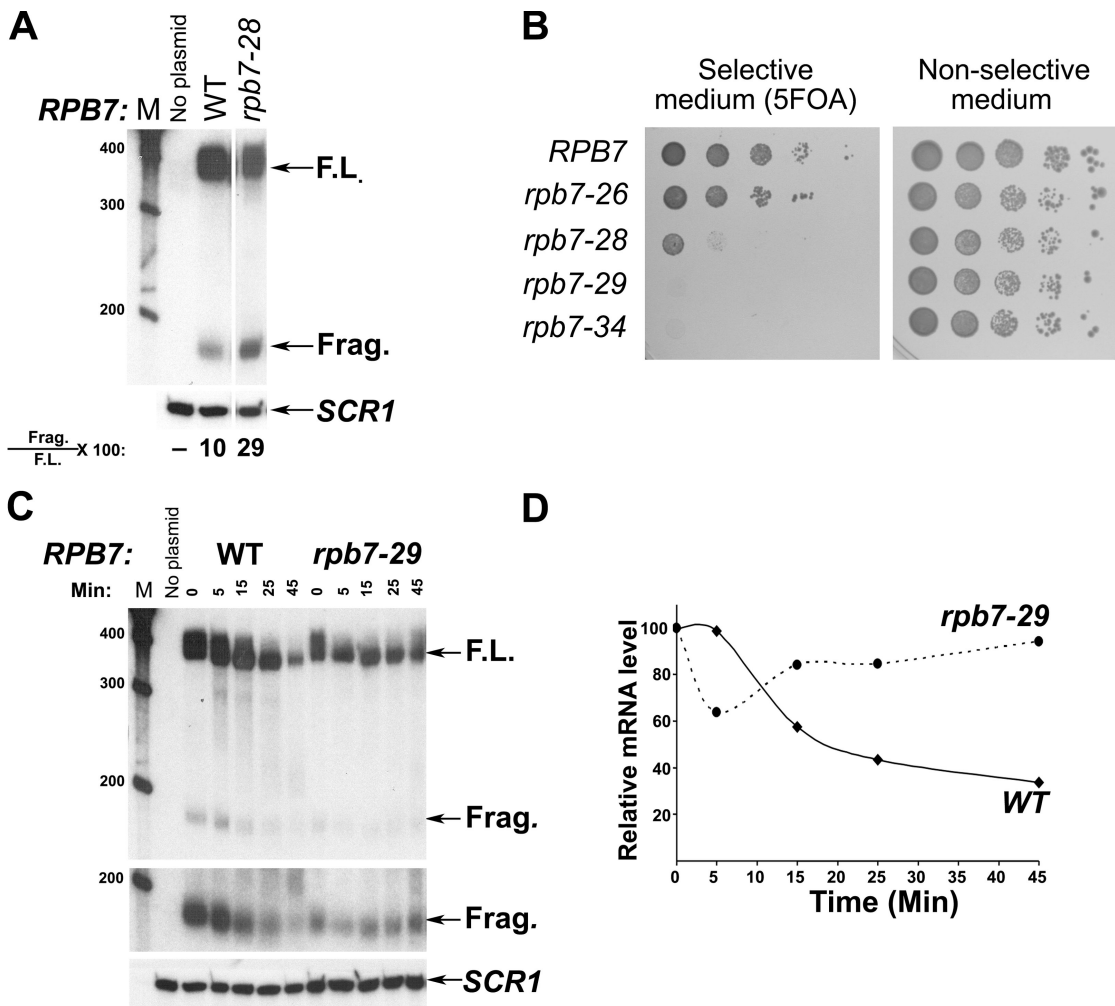 A
RPB7: M No plasmid WT rpb7-28
400
F.L.
300
200
Frag.
SCR1
Frag.
F.L. X 100: – 10 29
B
Selective
medium (5FOA)
Non-selective
medium
RPB7
rpb7-26
rpb7-28
rpb7-29
rpb7-34
C
RPB7: No plasmid WT rpb7-29
Min: M 0 5 15 25 45 0 5 15 25 45
400
F.L.
300
200
Frag.
200
Frag.
SCR1
D
Relative mRNA level
100
80
60
40
20
rpb7-29
WT
0 5 10 15 20 25 30 35 40 45
Time (Min)